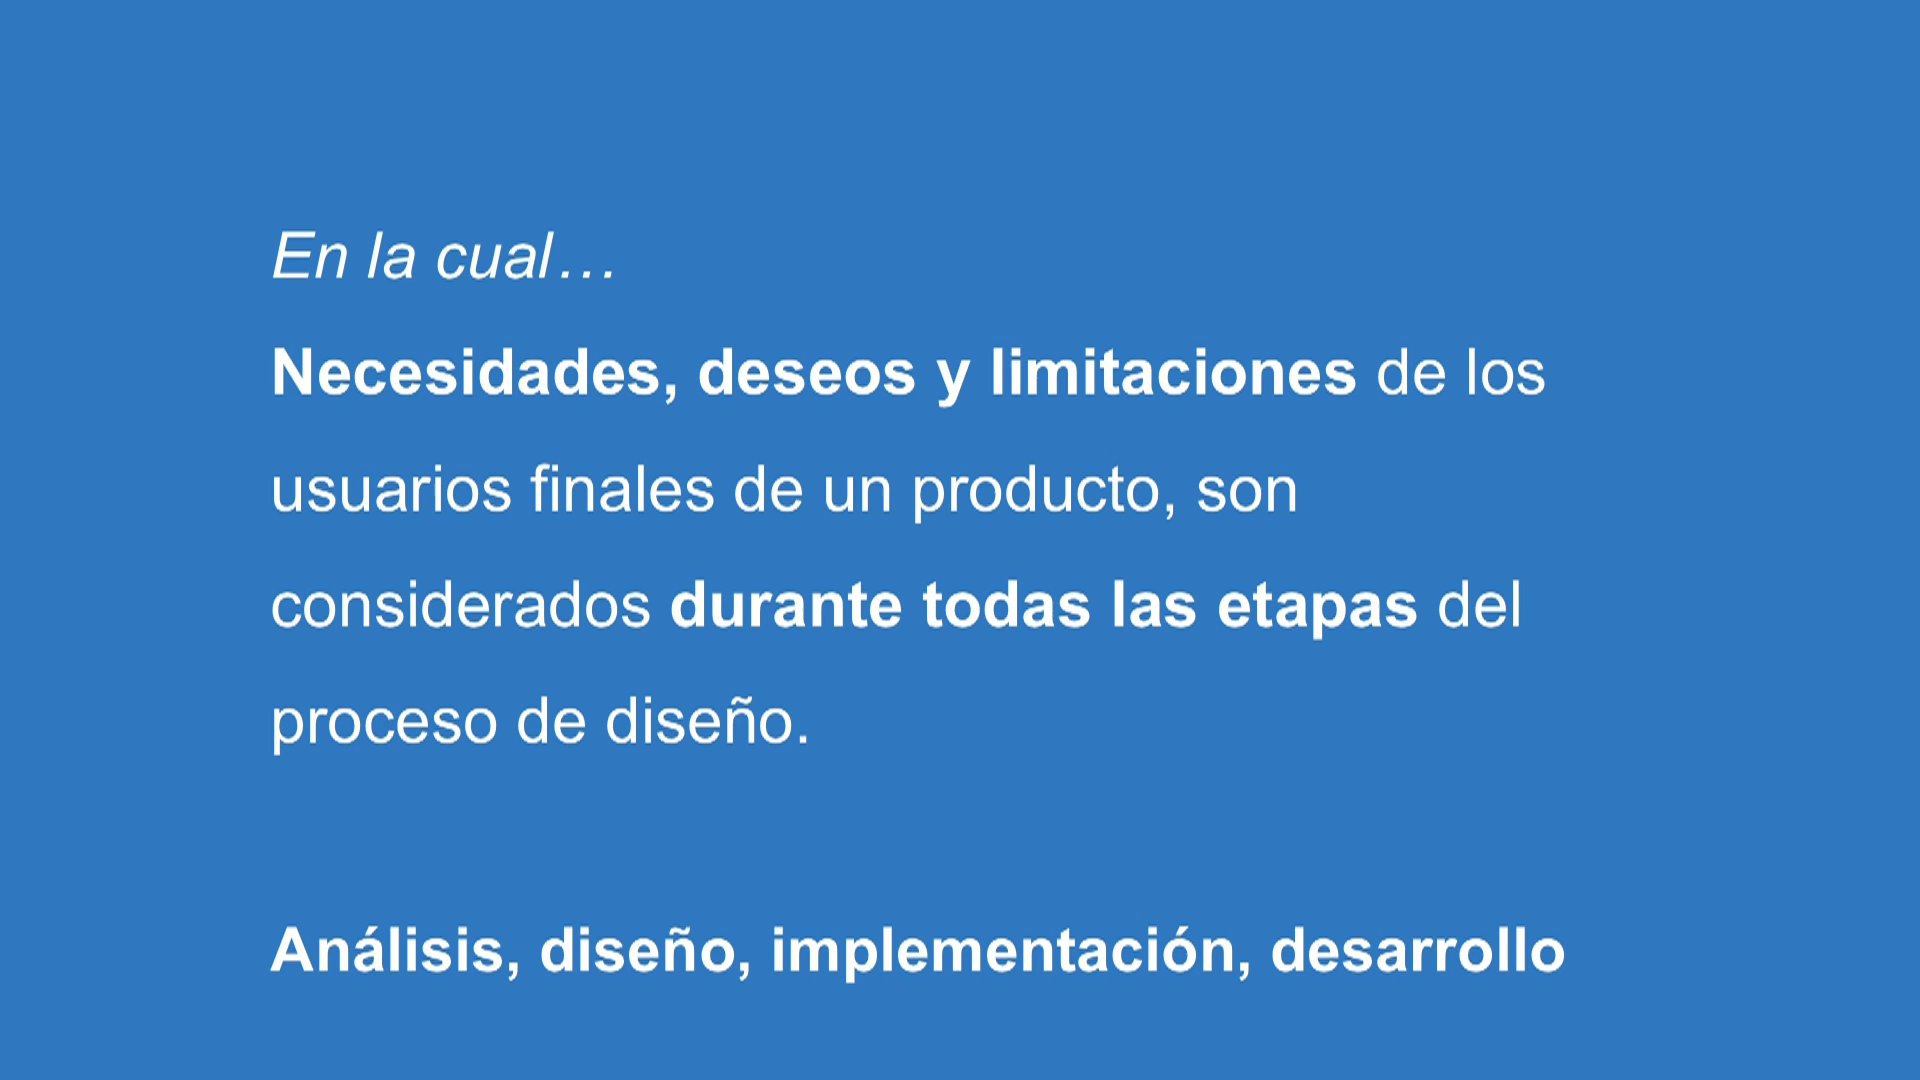 En la cual…
Necesidades, deseos y limitaciones de los
usuarios finales de un producto, son
considerados durante todas las etapas del
proceso de diseño.
Análisis, diseño, implementación, desarrollo